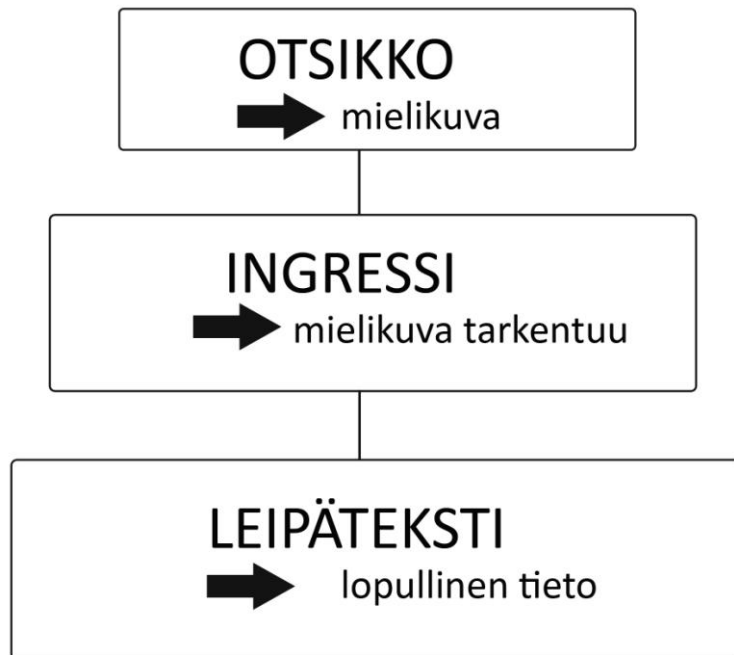 OTSIKKO
mielikuva
INGRESSI
mielikuva tarkentuu
LEIPÄTEKSTI
lopullinen tieto